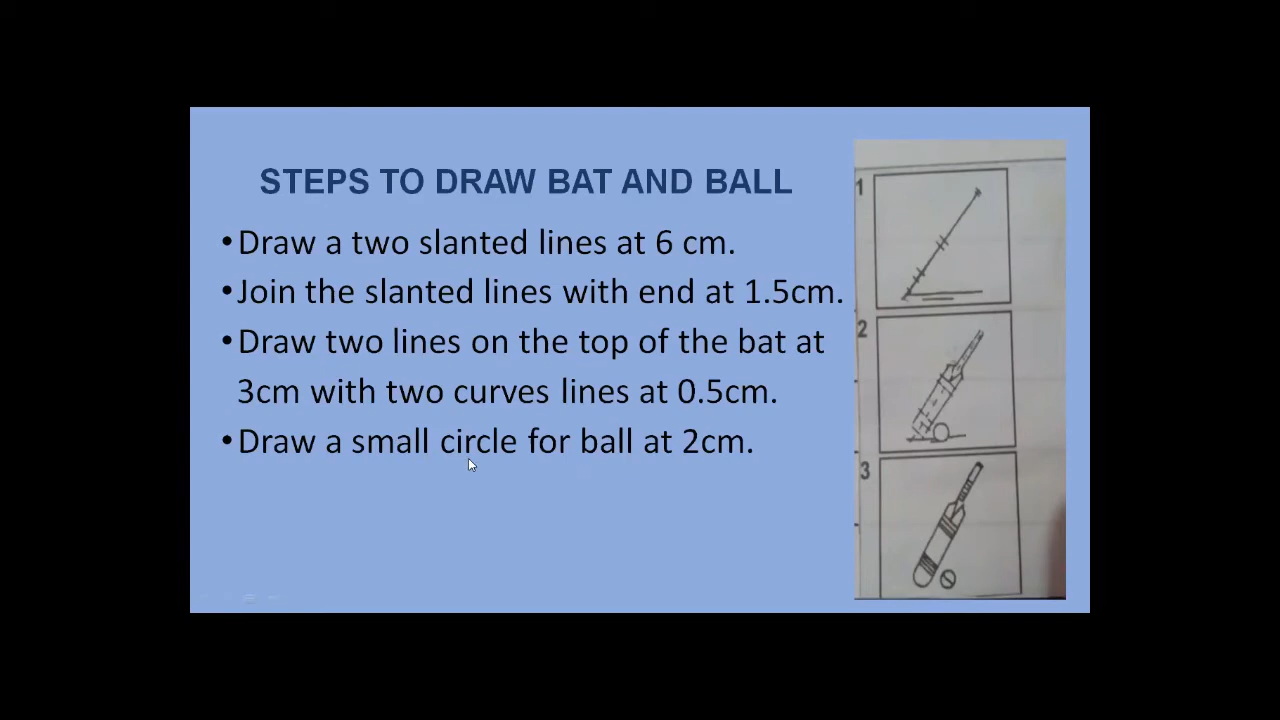 STEPS TO DRAW BAT AND BALL
•Draw a two slanted lines at 6 cm.
•Join the slanted lines with end at 1.5cm.
•Draw two lines on the top of the bat at
3cm with two curves lines at 0.5cm.
•Draw a small circle for ball at 2cm.
1
2
3